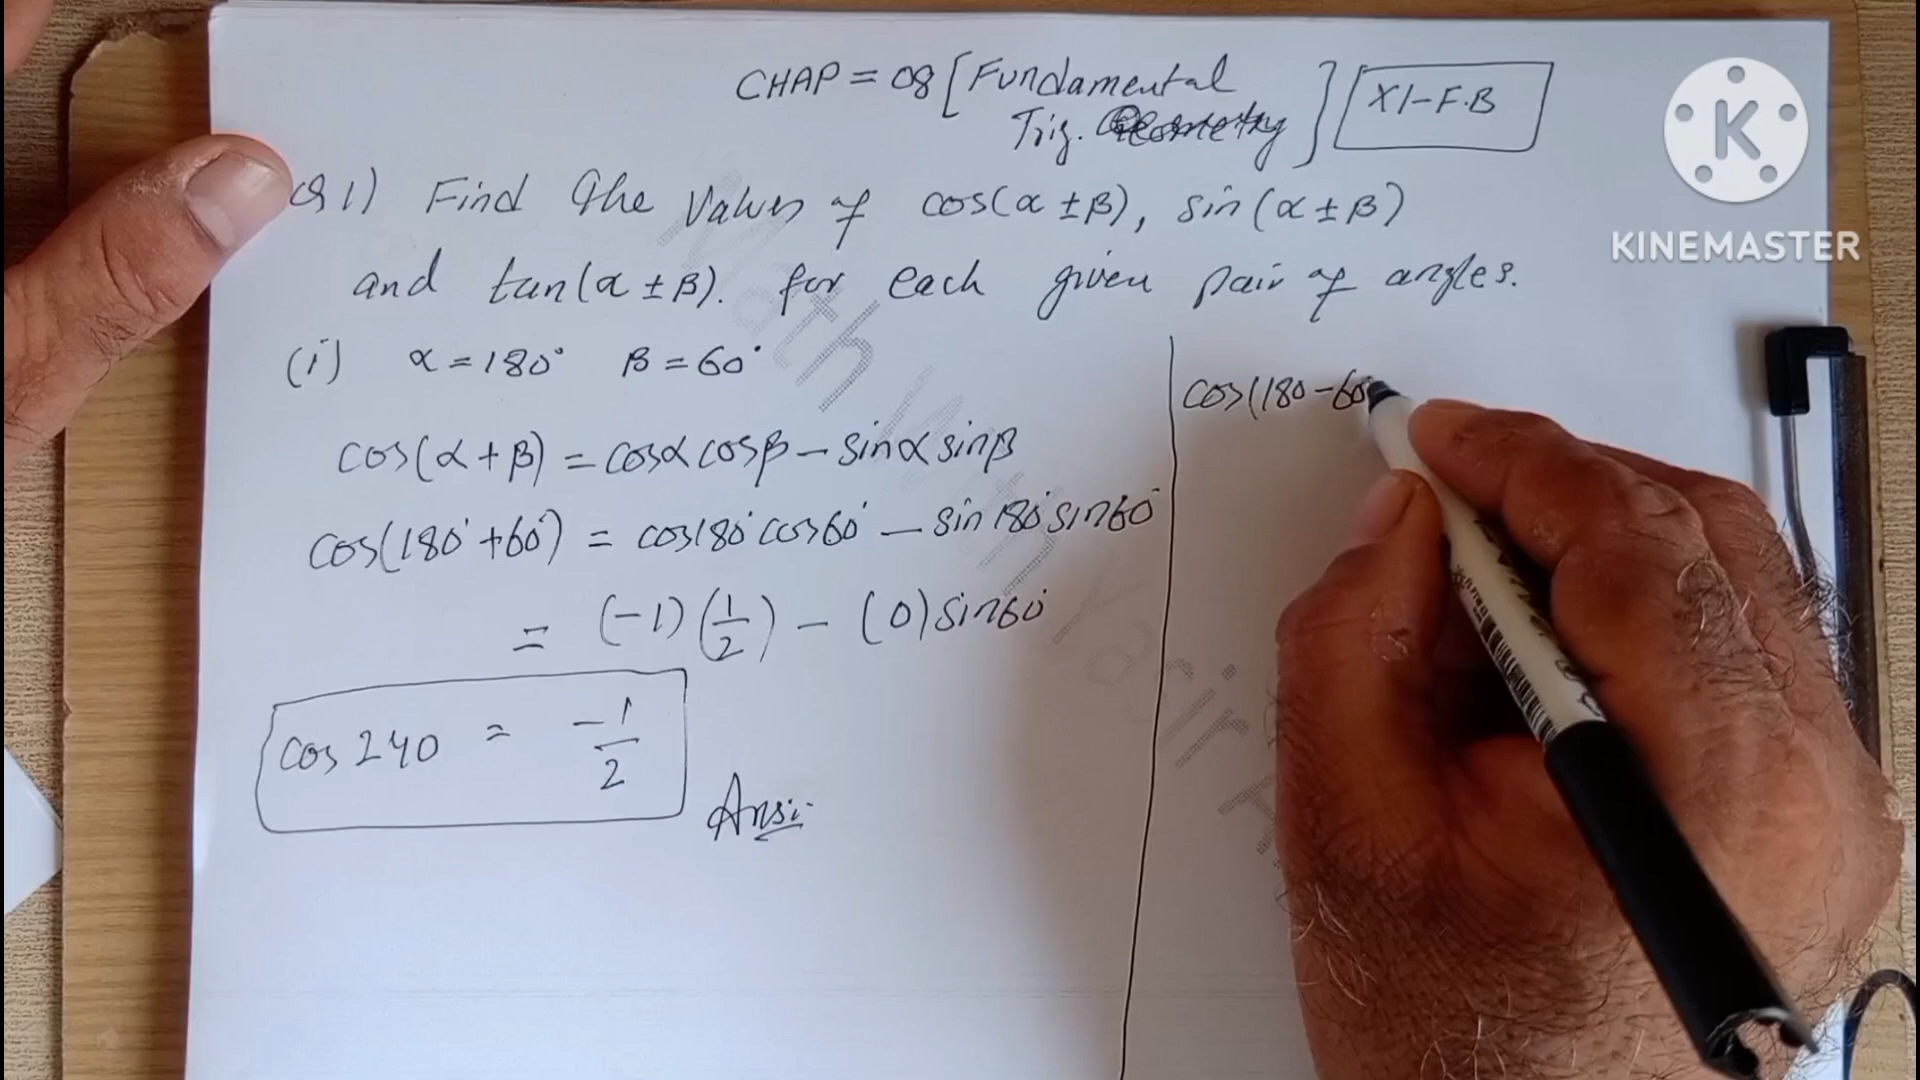 CHAP = 08 [Fundamental
Trig. ] XI-F.B
K
KINEMASTER
Q1) Find the Values of cos(α ± β), sin(α ± β)
and tan(α ± β). for each given pair of angles.
(i) α = 180° β = 60°
cos(α + β) = cosα cosβ - sinα sinβ
cos(180° + 60°) = cos180° cos60° - sin180° sin60°
= (-1)(1/2) - (0) sin60°
cos 240 = -1/2
Ans:
cos(180 - 60